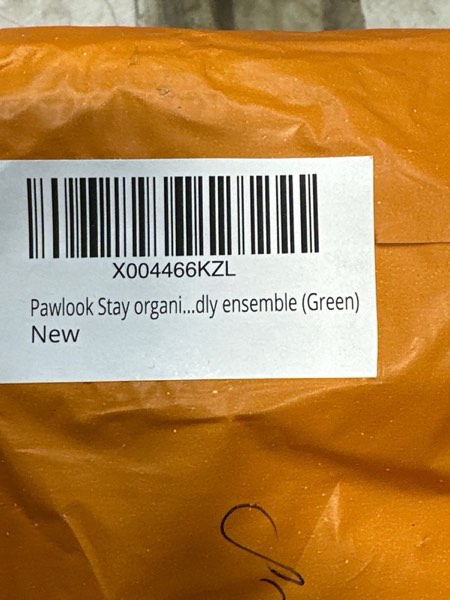 X004466KZL
Pawlook Stay organi...dly ensemble (Green)
New